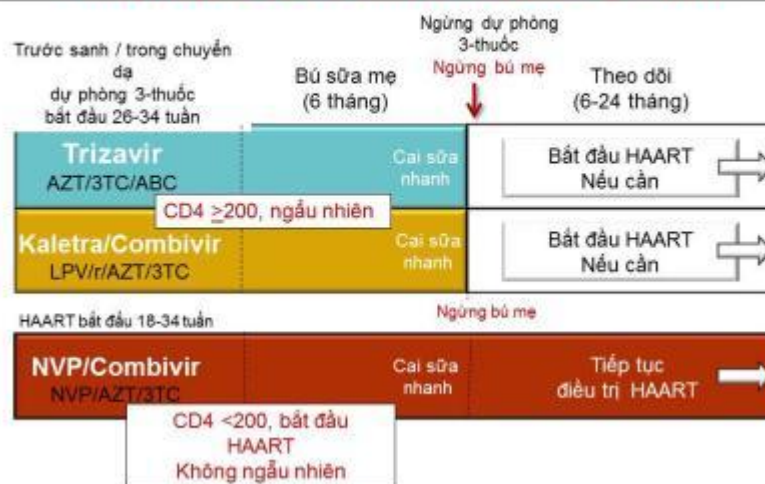 Trước sanh / trong chuyển
dạ
dự phòng 3-thuốc
bắt đầu 26-34 tuần
Bú sữa mẹ
(6 tháng)
Ngừng dự phòng
3-thuốc
Ngừng bú mẹ
Theo dõi
(6-24 tháng)
Trizavir
AZT/3TC/ABC
Cai sữa
nhanh
Bắt đầu HAART
Nếu cần
CD4 ≥200, ngẫu nhiên
Kaletra/Combivir
LPV/r/AZT/3TC
Cai sữa
nhanh
Bắt đầu HAART
Nếu cần
Ngừng bú mẹ
HAART bắt đầu 18-34 tuần
NVP/Combivir
NVP/AZT/3TC
Cai sữa
nhanh
Tiếp tục
điều trị HAART
CD4 <200, bắt đầu
HAART
Không ngẫu nhiên